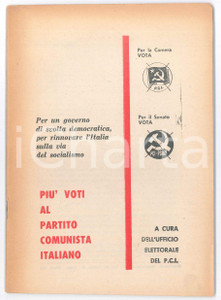 Per la Camera
VOTA
Per un governo
di svolta democratica,
per rinnovare l'Italia
sulla via
del socialismo
Per il Senato
VOTA
PIU' VOTI
AL
PARTITO
COMUNISTA
ITALIANO
A CURA
DELL'UFFICIO
ELETTORALE
DEL P.C.I.